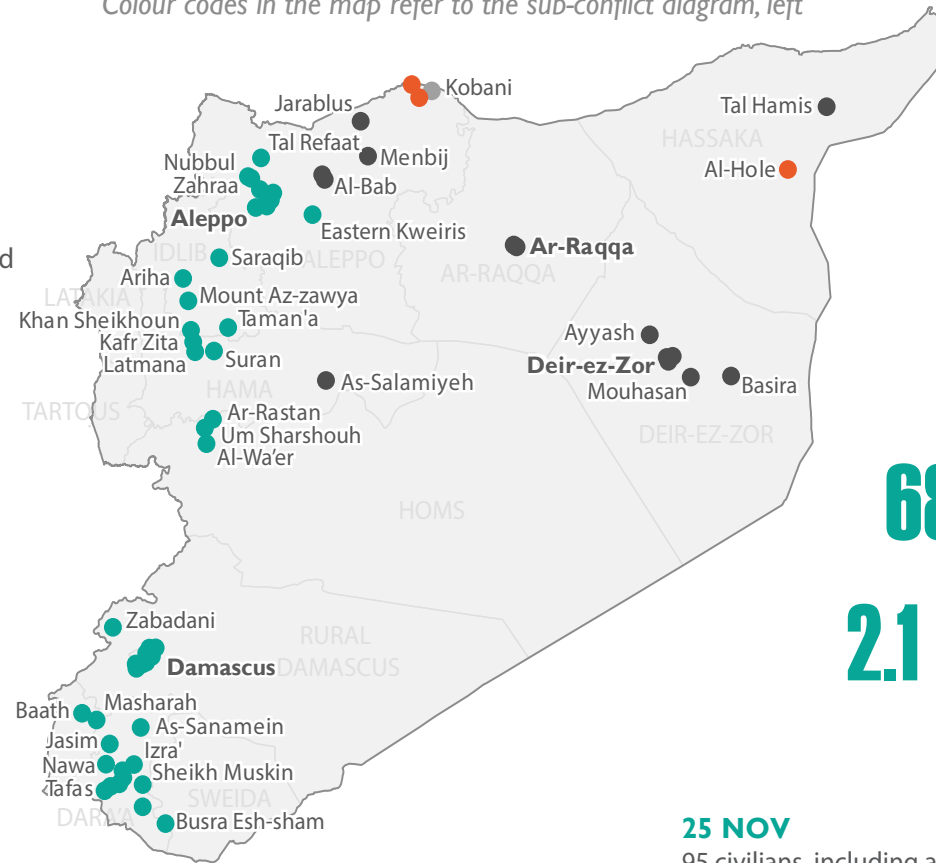 Colour codes in the map refer to the sub-conflict diagram, left
Kobani
Jarablus
Tal Hamis
Tal Refaat
HASSAKA
Nubbul
Menbij
Al-Hole
Zahraa
Al-Bab
Aleppo
Eastern Kweiris
Ar-Raqqa
IDLIB
Saraqib
ALEPPO
AR-RAQQA
Ariha
LATAKIA
Mount Az-zawya
Khan Sheikhoun
Taman'a
Ayyash
Kafr Zita
Latmana
Suran
Deir-ez-Zor
HAMA
As-Salamiyeh
Mouhasan
Basira
TARTOUS
Ar-Rastan
Um Sharshouh
DEIR-EZ-ZOR
Al-Wa'er
HOMS
68
2.1
Zabadani
RURAL
DAMASCUS
Damascus
Baath
Masharah
As-Sanamein
Jasim
Izra'
Nawa
Sheikh Muskin
Tafas
SWEIDA
DARA'A
Busra Esh-sham
25 NOV
95 civilians, including a